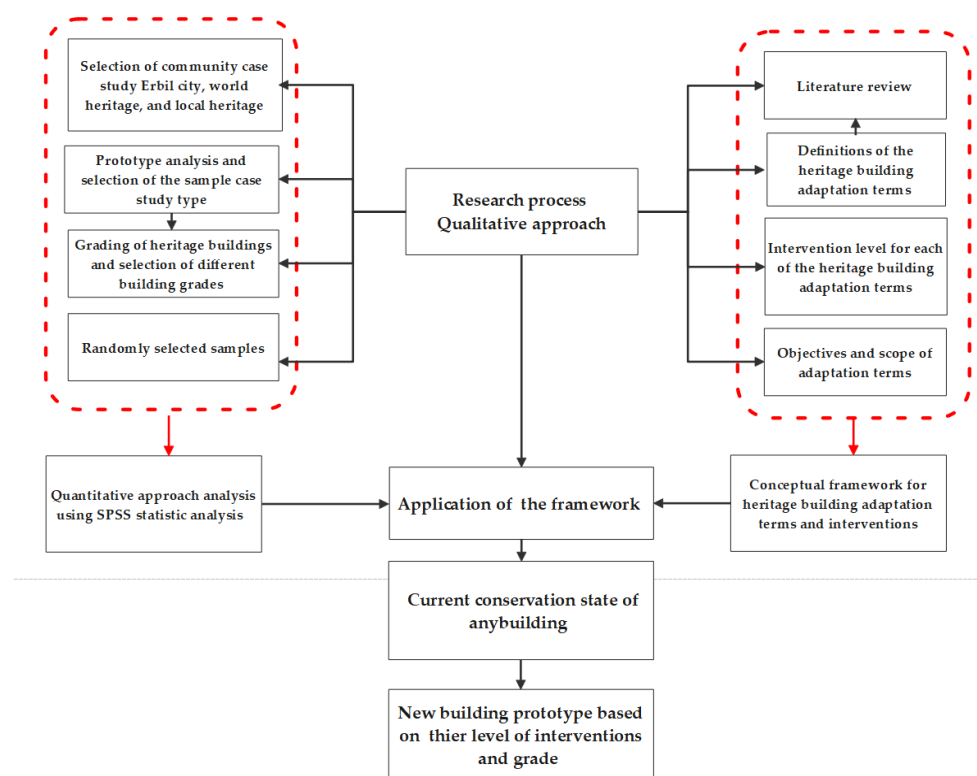 Selection of community case
study Erbil city, world
heritage, and local heritage
Prototype analysis and
selection of the sample case
study type
Grading of heritage buildings
and selection of different
building grades
Randomly selected samples
Research process
Qualitative approach
Literature review
Definitions of the
heritage building
adaptation terms
Intervention level for each
of the heritage building
adaptation terms
Objectives and scope of
adaptation terms
Quantitative approach analysis
using SPSS statistic analysis
Application of the framework
Conceptual framework for
heritage building adaptation
terms and interventions
Current conservation state of
anybuilding
New building prototype based
on thier level of interventions
and grade